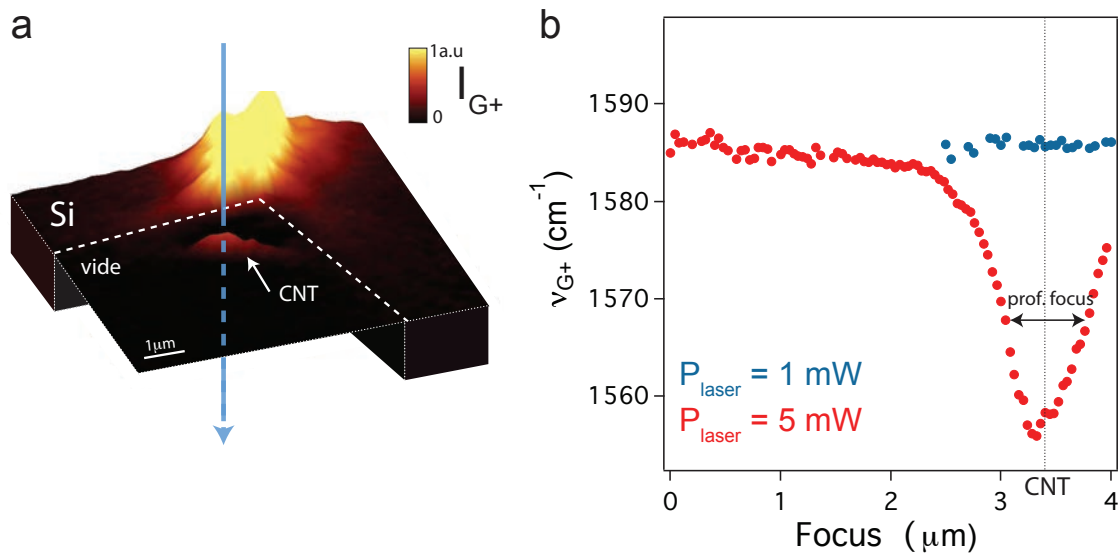 a
1a.u
0
I G+
Si
vide
CNT
1μm
b
1590
1580
1570
1560
ν G+ (cm⁻¹)
prof. focus
P laser = 1 mW
P laser = 5 mW
0
1
2
3
4
CNT
Focus (μm)